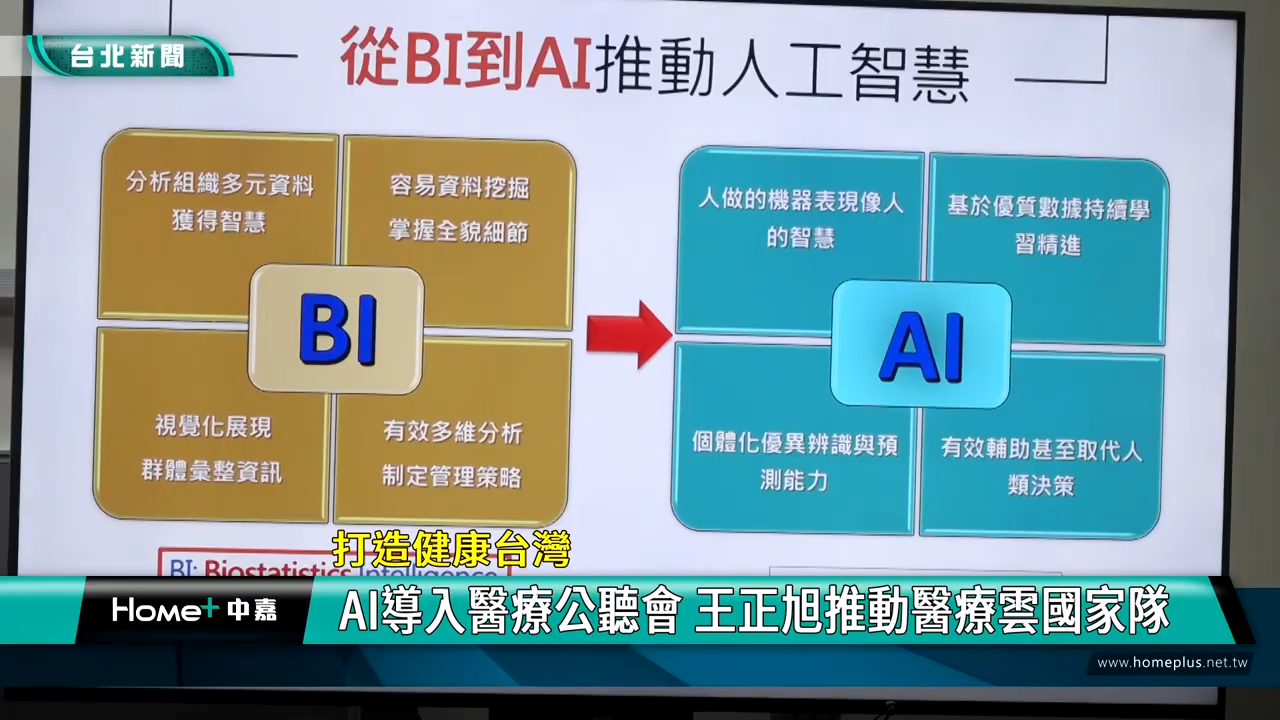 台北新聞
從BI到AI推動人工智慧
分析組織多元資料
獲得智慧
容易資料挖掘
掌握全貌細節
BI
視覺化展現
群體彙整資訊
有效多維分析
制定管理策略
人做的機器表現像人
的智慧
基於優質數據持續學
習精進
AI
個體化優異辨識與預
測能力
有效輔助甚至取代人
類決策
BI: Biostatistics Intelligence
打造健康台灣
Home+中嘉
AI導入醫療公聽會 王正旭推動醫療雲國家隊
www.homeplus.net.tw